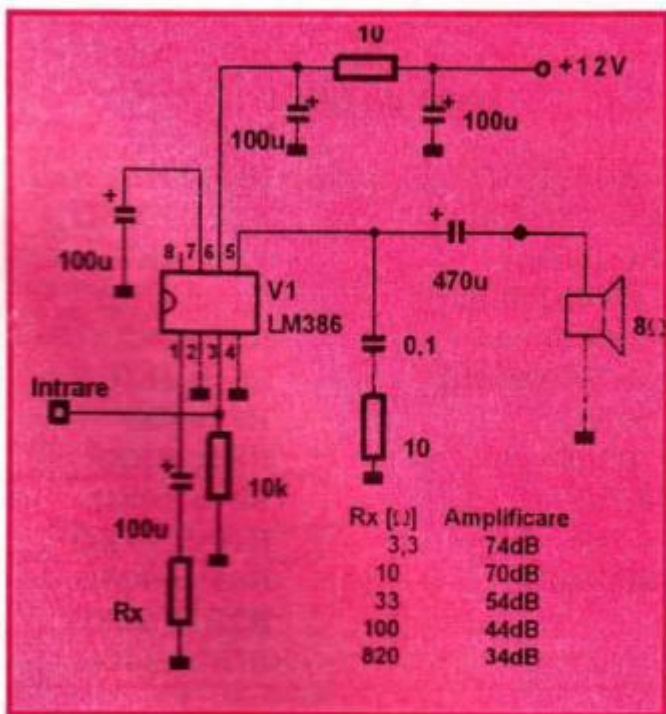 10
+12V
+
100u
+
100u
+
100u
8 7 6 5
V1
LM386
1 2 3 4
+
470u
8Ω
0,1
10
Intrare
10k
+
100u
Rx
Rx [Ω] Amplificare
3,3 74dB
10 70dB
33 54dB
100 44dB
820 34dB